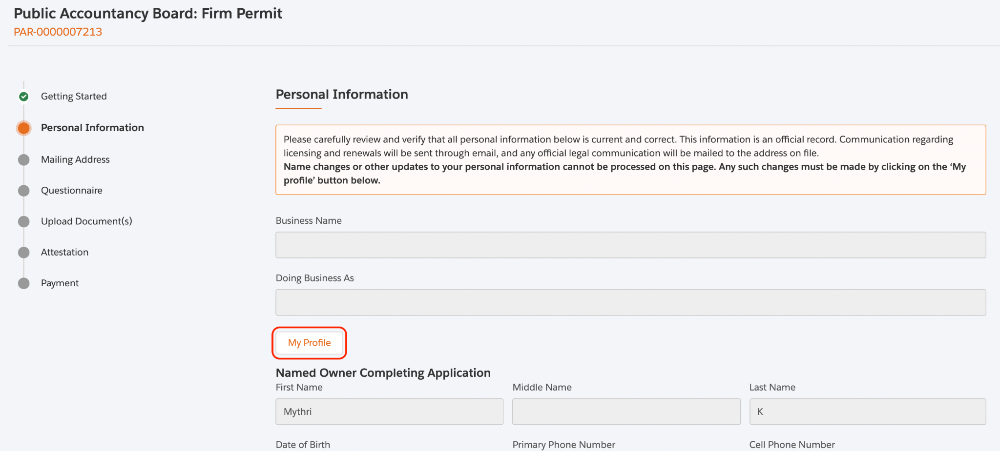 Public Accountancy Board: Firm Permit
PAR-0000007213
Getting Started
Personal Information
Mailing Address
Questionnaire
Upload Document(s)
Attestation
Payment
Personal Information
Please carefully review and verify that all personal information below is current and correct. This information is an official record. Communication regarding
licensing and renewals will be sent through email, and any official legal communication will be mailed to the address on file.
Name changes or other updates to your personal information cannot be processed on this page. Any such changes must be made by clicking on the ‘My
profile’ button below.
Business Name
Doing Business As
My Profile
Named Owner Completing Application
First Name Middle Name Last Name
Mythri K
Date of Birth Primary Phone Number Cell Phone Number